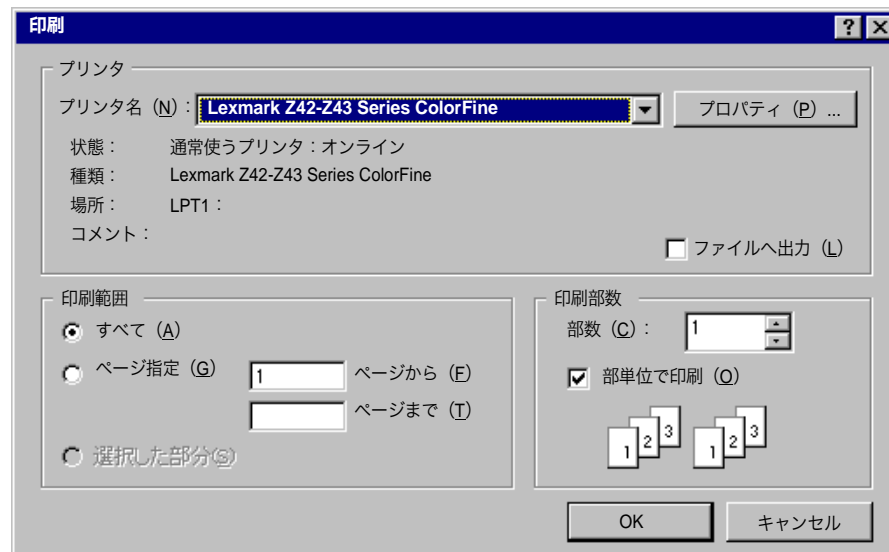 印刷
プリンタ
プリンタ名（N）：Lexmark Z42-Z43 Series ColorFine プロパティ（P）...
状態： 通常使うプリンタ：オンライン
種類： Lexmark Z42-Z43 Series ColorFine
場所： LPT1：
コメント：
ファイルへ出力（L）
印刷範囲
すべて（A）
ページ指定（G） 1 ページから（F）
ページまで（T）
選択した部分(S)
印刷部数
部数（C）： 1
部単位で印刷（O）
1 2 3 1 2 3
OK キャンセル